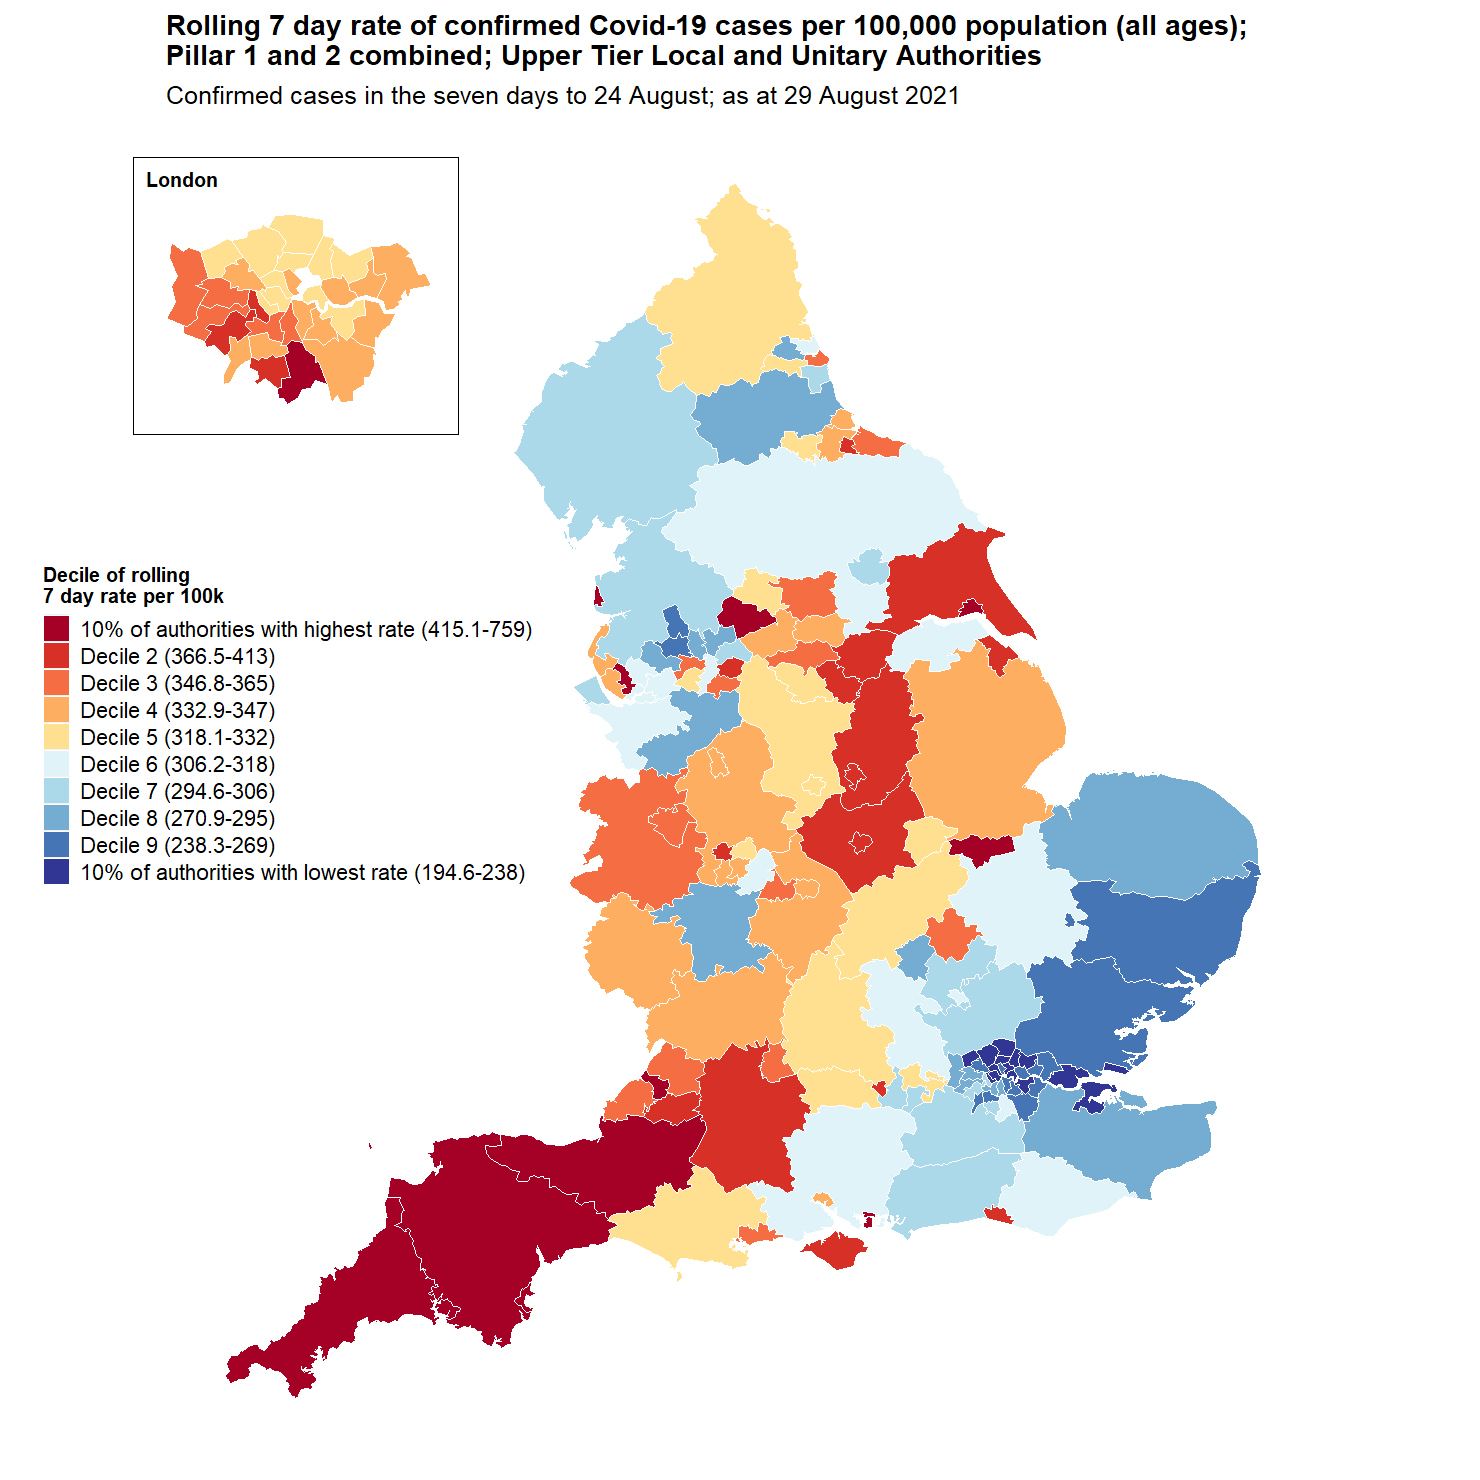 Rolling 7 day rate of confirmed Covid-19 cases per 100,000 population (all ages);
Pillar 1 and 2 combined; Upper Tier Local and Unitary Authorities
Confirmed cases in the seven days to 24 August; as at 29 August 2021
London
Decile of rolling
7 day rate per 100k
10% of authorities with highest rate (415.1-759)
Decile 2 (366.5-413)
Decile 3 (346.8-365)
Decile 4 (332.9-347)
Decile 5 (318.1-332)
Decile 6 (306.2-318)
Decile 7 (294.6-306)
Decile 8 (270.9-295)
Decile 9 (238.3-269)
10% of authorities with lowest rate (194.6-238)